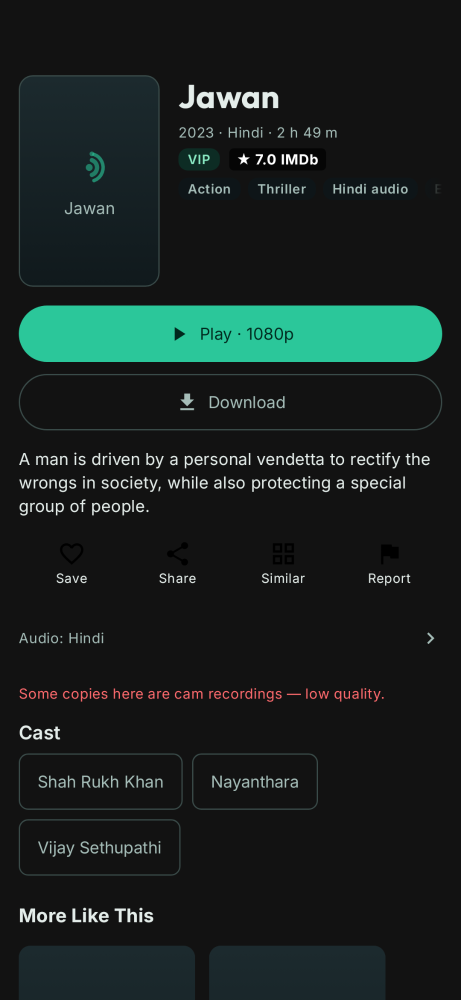 Jawan
Jawan
2023 · Hindi · 2 h 49 m
VIP
★ 7.0 IMDb
Action
Thriller
Hindi audio
Play · 1080p
Download
A man is driven by a personal vendetta to rectify the
wrongs in society, while also protecting a special
group of people.
Save
Share
Similar
Report
Audio: Hindi
Some copies here are cam recordings — low quality.
Cast
Shah Rukh Khan
Nayanthara
Vijay Sethupathi
More Like This